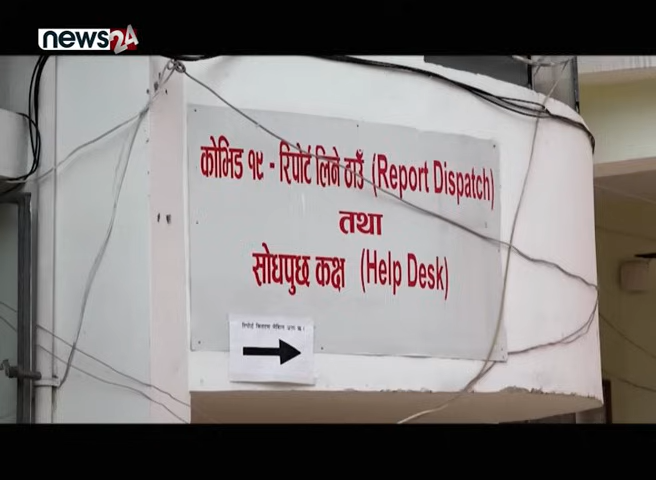 news24
कोभिड १९ - रिपोर्ट लिने ठाउँ (Report Dispatch)
तथा
सोधपुछ कक्ष (Help Desk)